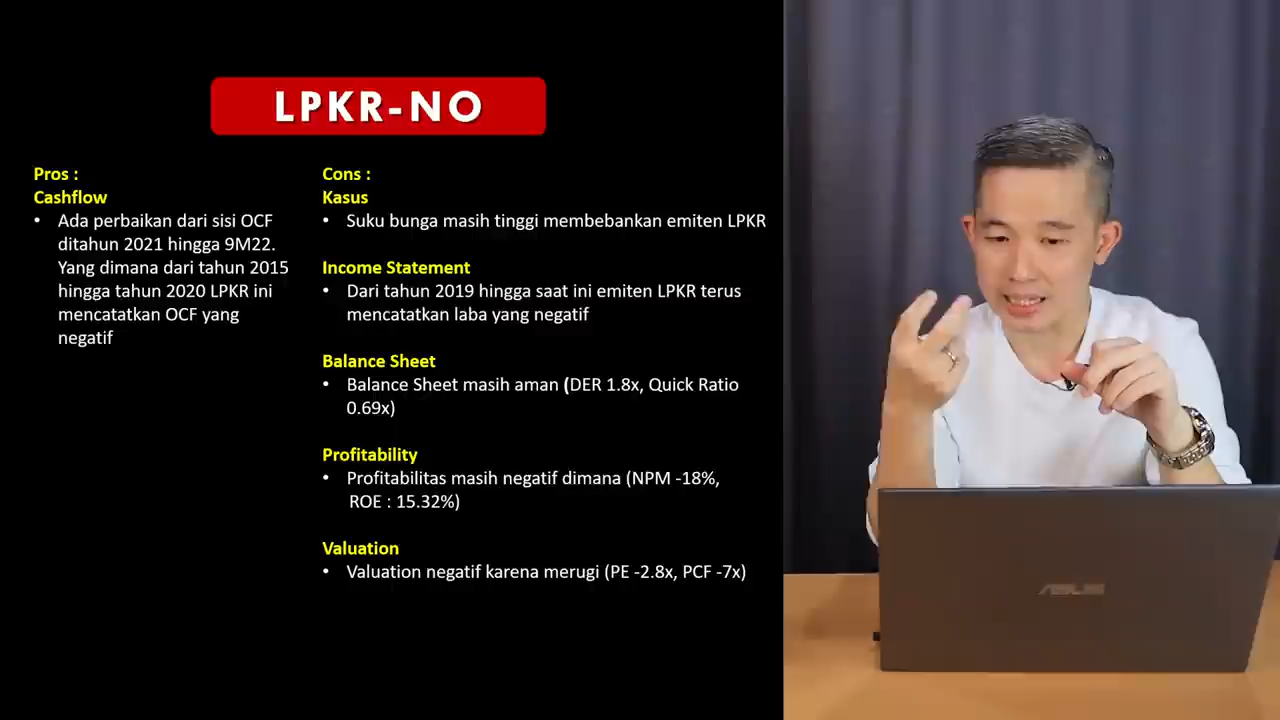 LPKR-NO
Pros :
Cashflow
• Ada perbaikan dari sisi OCF
ditahun 2021 hingga 9M22.
Yang dimana dari tahun 2015
hingga tahun 2020 LPKR ini
mencatatkan OCF yang
negatif
Cons :
Kasus
• Suku bunga masih tinggi membebankan emiten LPKR
Income Statement
• Dari tahun 2019 hingga saat ini emiten LPKR terus
mencatatkan laba yang negatif
Balance Sheet
• Balance Sheet masih aman (DER 1.8x, Quick Ratio
0.69x)
Profitability
• Profitabilitas masih negatif dimana (NPM -18%,
ROE : 15.32%)
Valuation
• Valuation negatif karena merugi (PE -2.8x, PCF -7x)
ASUS